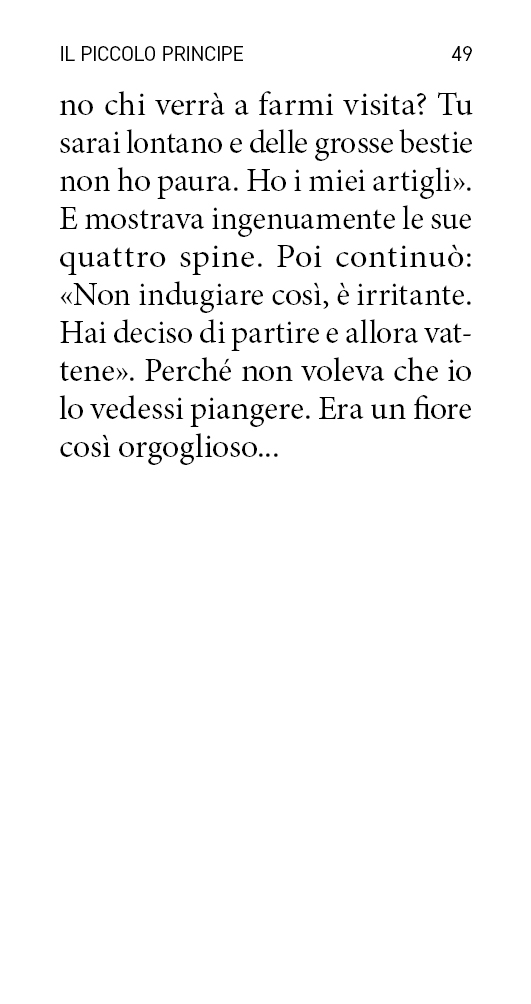 IL PICCOLO PRINCIPE 49
no chi verrà a farmi visita? Tu
sarai lontano e delle grosse bestie
non ho paura. Ho i miei artigli».
E mostrava ingenuamente le sue
quattro spine. Poi continuò:
«Non indugiare così, è irritante.
Hai deciso di partire e allora vat-
tene». Perché non voleva che io
lo vedessi piangere. Era un fiore
così orgoglioso...